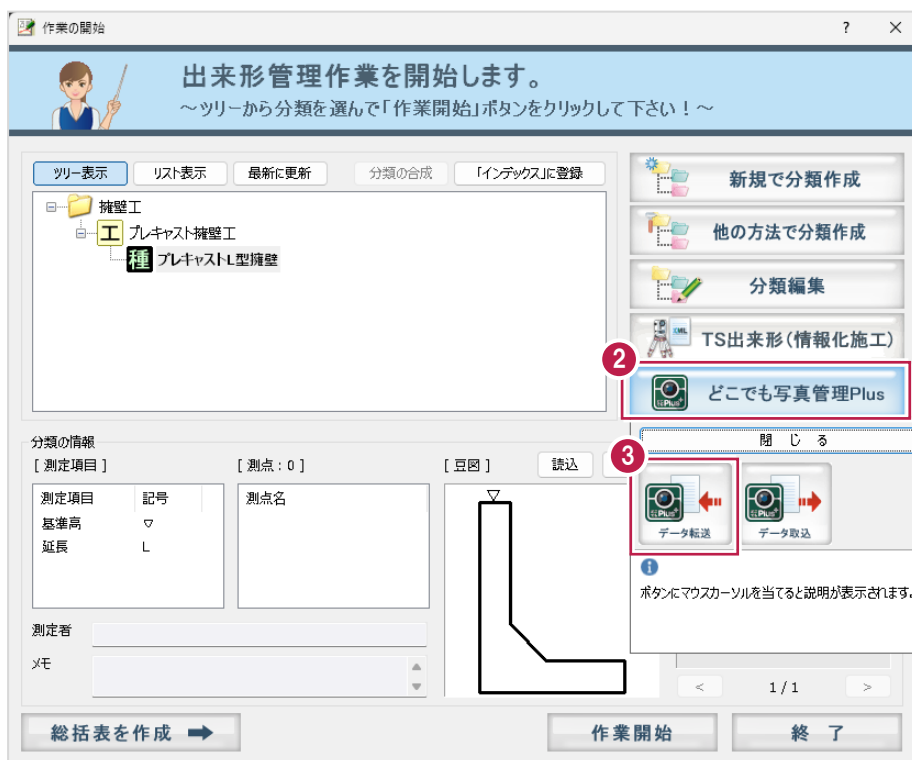 作業の開始
? ×
出来形管理作業を開始します。
～ツリーから分類を選んで「作業開始」ボタンをクリックして下さい！～
ツリー表示 リスト表示 最新に更新 分類の合成 「インデックス」に登録
擁壁工
工 プレキャスト擁壁工
種 プレキャストL型擁壁
新規で分類作成
他の方法で分類作成
分類編集
XML
TS出来形(情報化施工)
2
Plus+
どこでも写真管理Plus
閉じる
3
データ転送
データ取込
ボタンにマウスカーソルを当てると説明が表示されます。
分類の情報
[ 測定項目 ]
測定項目 記号
基準高 ▽
延長 L
[ 測点 : 0 ]
測点名
[ 豆図 ] 読込
測定者
メモ
< 1 / 1 >
総括表を作成
作業開始
終了